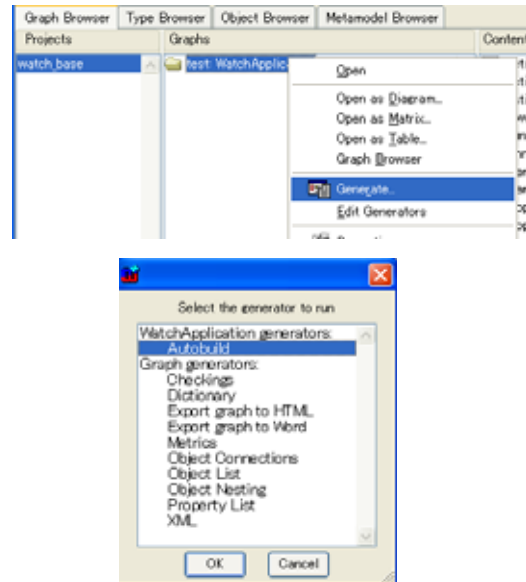 Graph Browser Type Browser Object Browser Metamodel Browser
Projects Graphs Content
watch_base test: WatchApplic
Open
Open as Diagram...
Open as Matrix...
Open as Table...
Graph Browser
Generate...
Edit Generators
Select the generator to run
WatchApplication generators:
Autobuild
Graph generators:
Checkings
Dictionary
Export graph to HTML
Export graph to Word
Metrics
Object Connections
Object List
Object Nesting
Property List
XML
OK Cancel